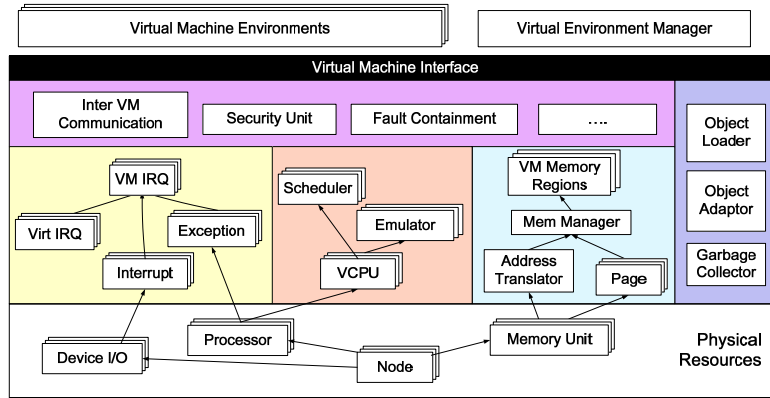 Virtual Machine Environments
Virtual Environment Manager
Virtual Machine Interface
Inter VM
Communication
Security Unit
Fault Containment
....
Object
Loader
Object
Adaptor
Garbage
Collector
VM IRQ
Virt IRQ
Exception
Interrupt
Scheduler
Emulator
VCPU
VM Memory
Regions
Mem Manager
Address
Translator
Page
Device I/O
Processor
Node
Memory Unit
Physical
Resources